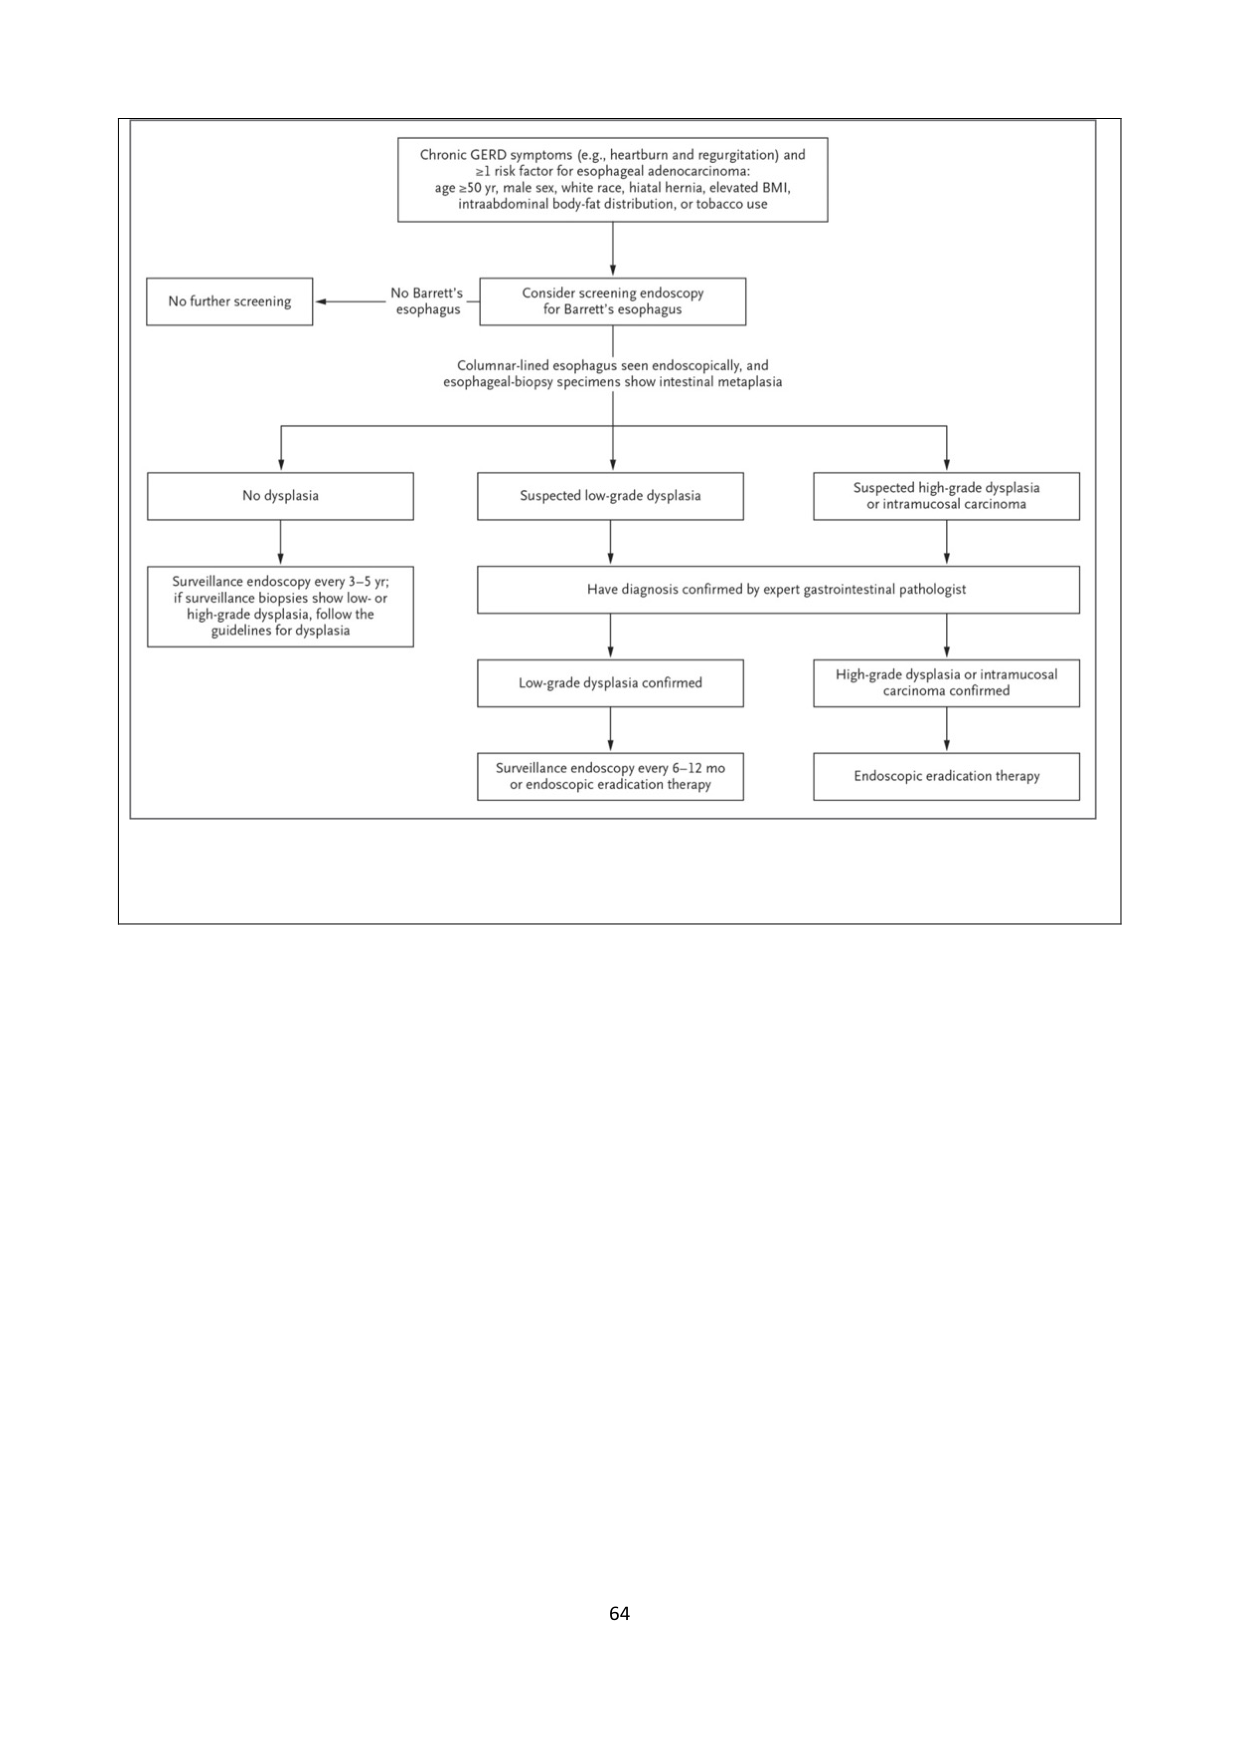 Chronic GERD symptoms (e.g., heartburn and regurgitation) and
≥1 risk factor for esophageal adenocarcinoma:
age ≥50 yr, male sex, white race, hiatal hernia, elevated BMI,
intraabdominal body-fat distribution, or tobacco use
No further screening
No Barrett's
esophagus
Consider screening endoscopy
for Barrett's esophagus
Columnar-lined esophagus seen endoscopically, and
esophageal-biopsy specimens show intestinal metaplasia
No dysplasia
Suspected low-grade dysplasia
Suspected high-grade dysplasia
or intramucosal carcinoma
Surveillance endoscopy every 3–5 yr;
if surveillance biopsies show low- or
high-grade dysplasia, follow the
guidelines for dysplasia
Have diagnosis confirmed by expert gastrointestinal pathologist
Low-grade dysplasia confirmed
High-grade dysplasia or intramucosal
carcinoma confirmed
Surveillance endoscopy every 6–12 mo
or endoscopic eradication therapy
Endoscopic eradication therapy
64